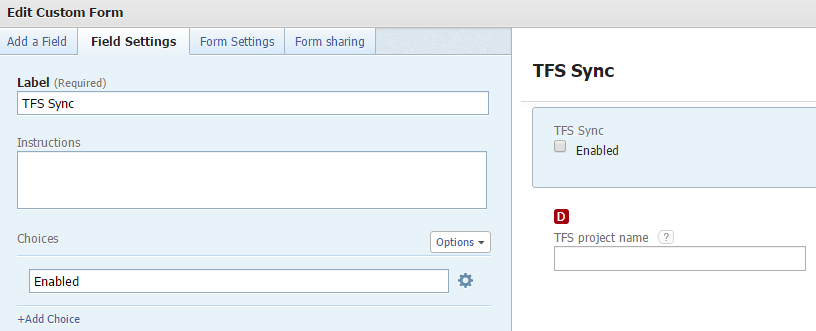 Edit Custom Form
Add a Field
Field Settings
Form Settings
Form sharing
Label (Required)
TFS Sync
Instructions
Choices
Options
Enabled
+Add Choice
TFS Sync
TFS Sync
Enabled
D
TFS project name ?